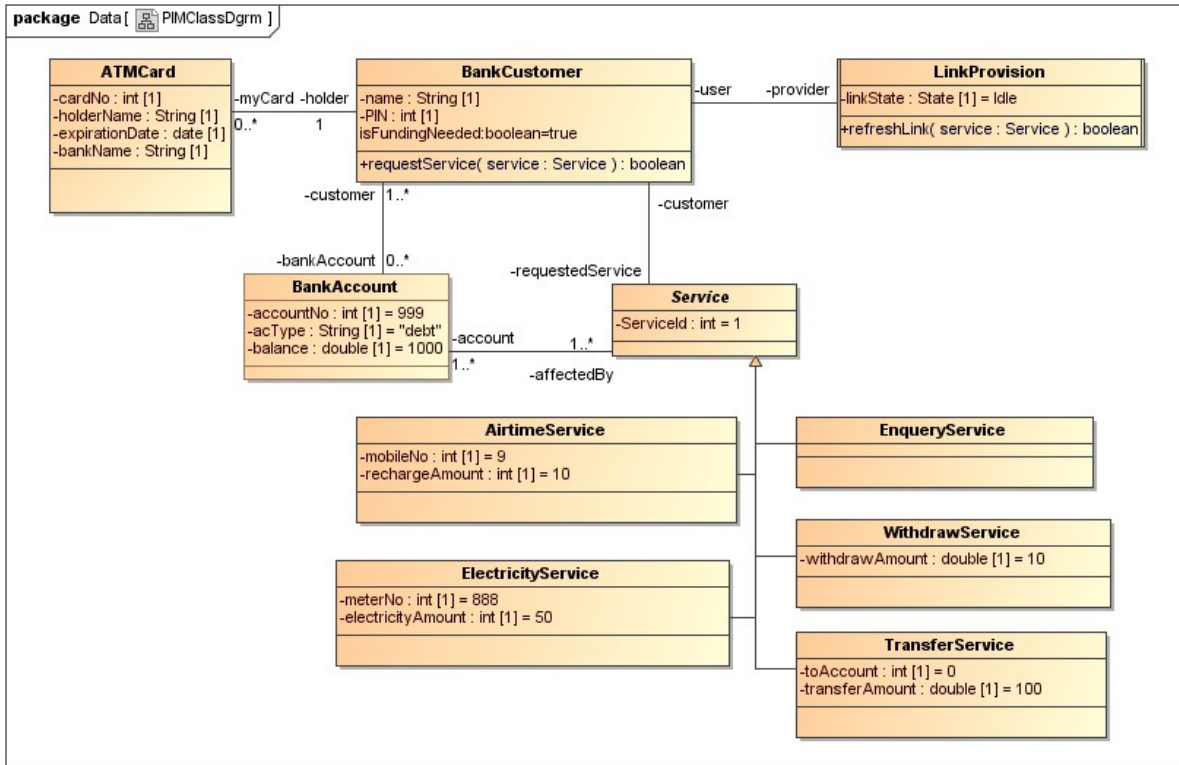 package Data [ PIMClassDgrm ]
ATMCard
-cardNo : int [1]
-holderName : String [1]
-expirationDate : date [1]
-bankName : String [1]
-myCard -holder
0..* 1
BankCustomer
-name : String [1]
-PIN : int [1]
isFundingNeeded:boolean=true
+requestService( service : Service ) : boolean
-user -provider
LinkProvision
-linkState : State [1] = Idle
+refreshLink( service : Service ) : boolean
-customer 1..*
-customer
-bankAccount 0..*
-requestedService
BankAccount
-accountNo : int [1] = 999
-acType : String [1] = "debt"
-balance : double [1] = 1000
-account 1..*
1..*
-affectedBy
Service
-ServiceId : int = 1
AirtimeService
-mobileNo : int [1] = 9
-rechargeAmount : int [1] = 10
EnqueryService
WithdrawService
-withdrawAmount : double [1] = 10
ElectricityService
-meterNo : int [1] = 888
-electricityAmount : int [1] = 50
TransferService
-toAccount : int [1] = 0
-transferAmount : double [1] = 100